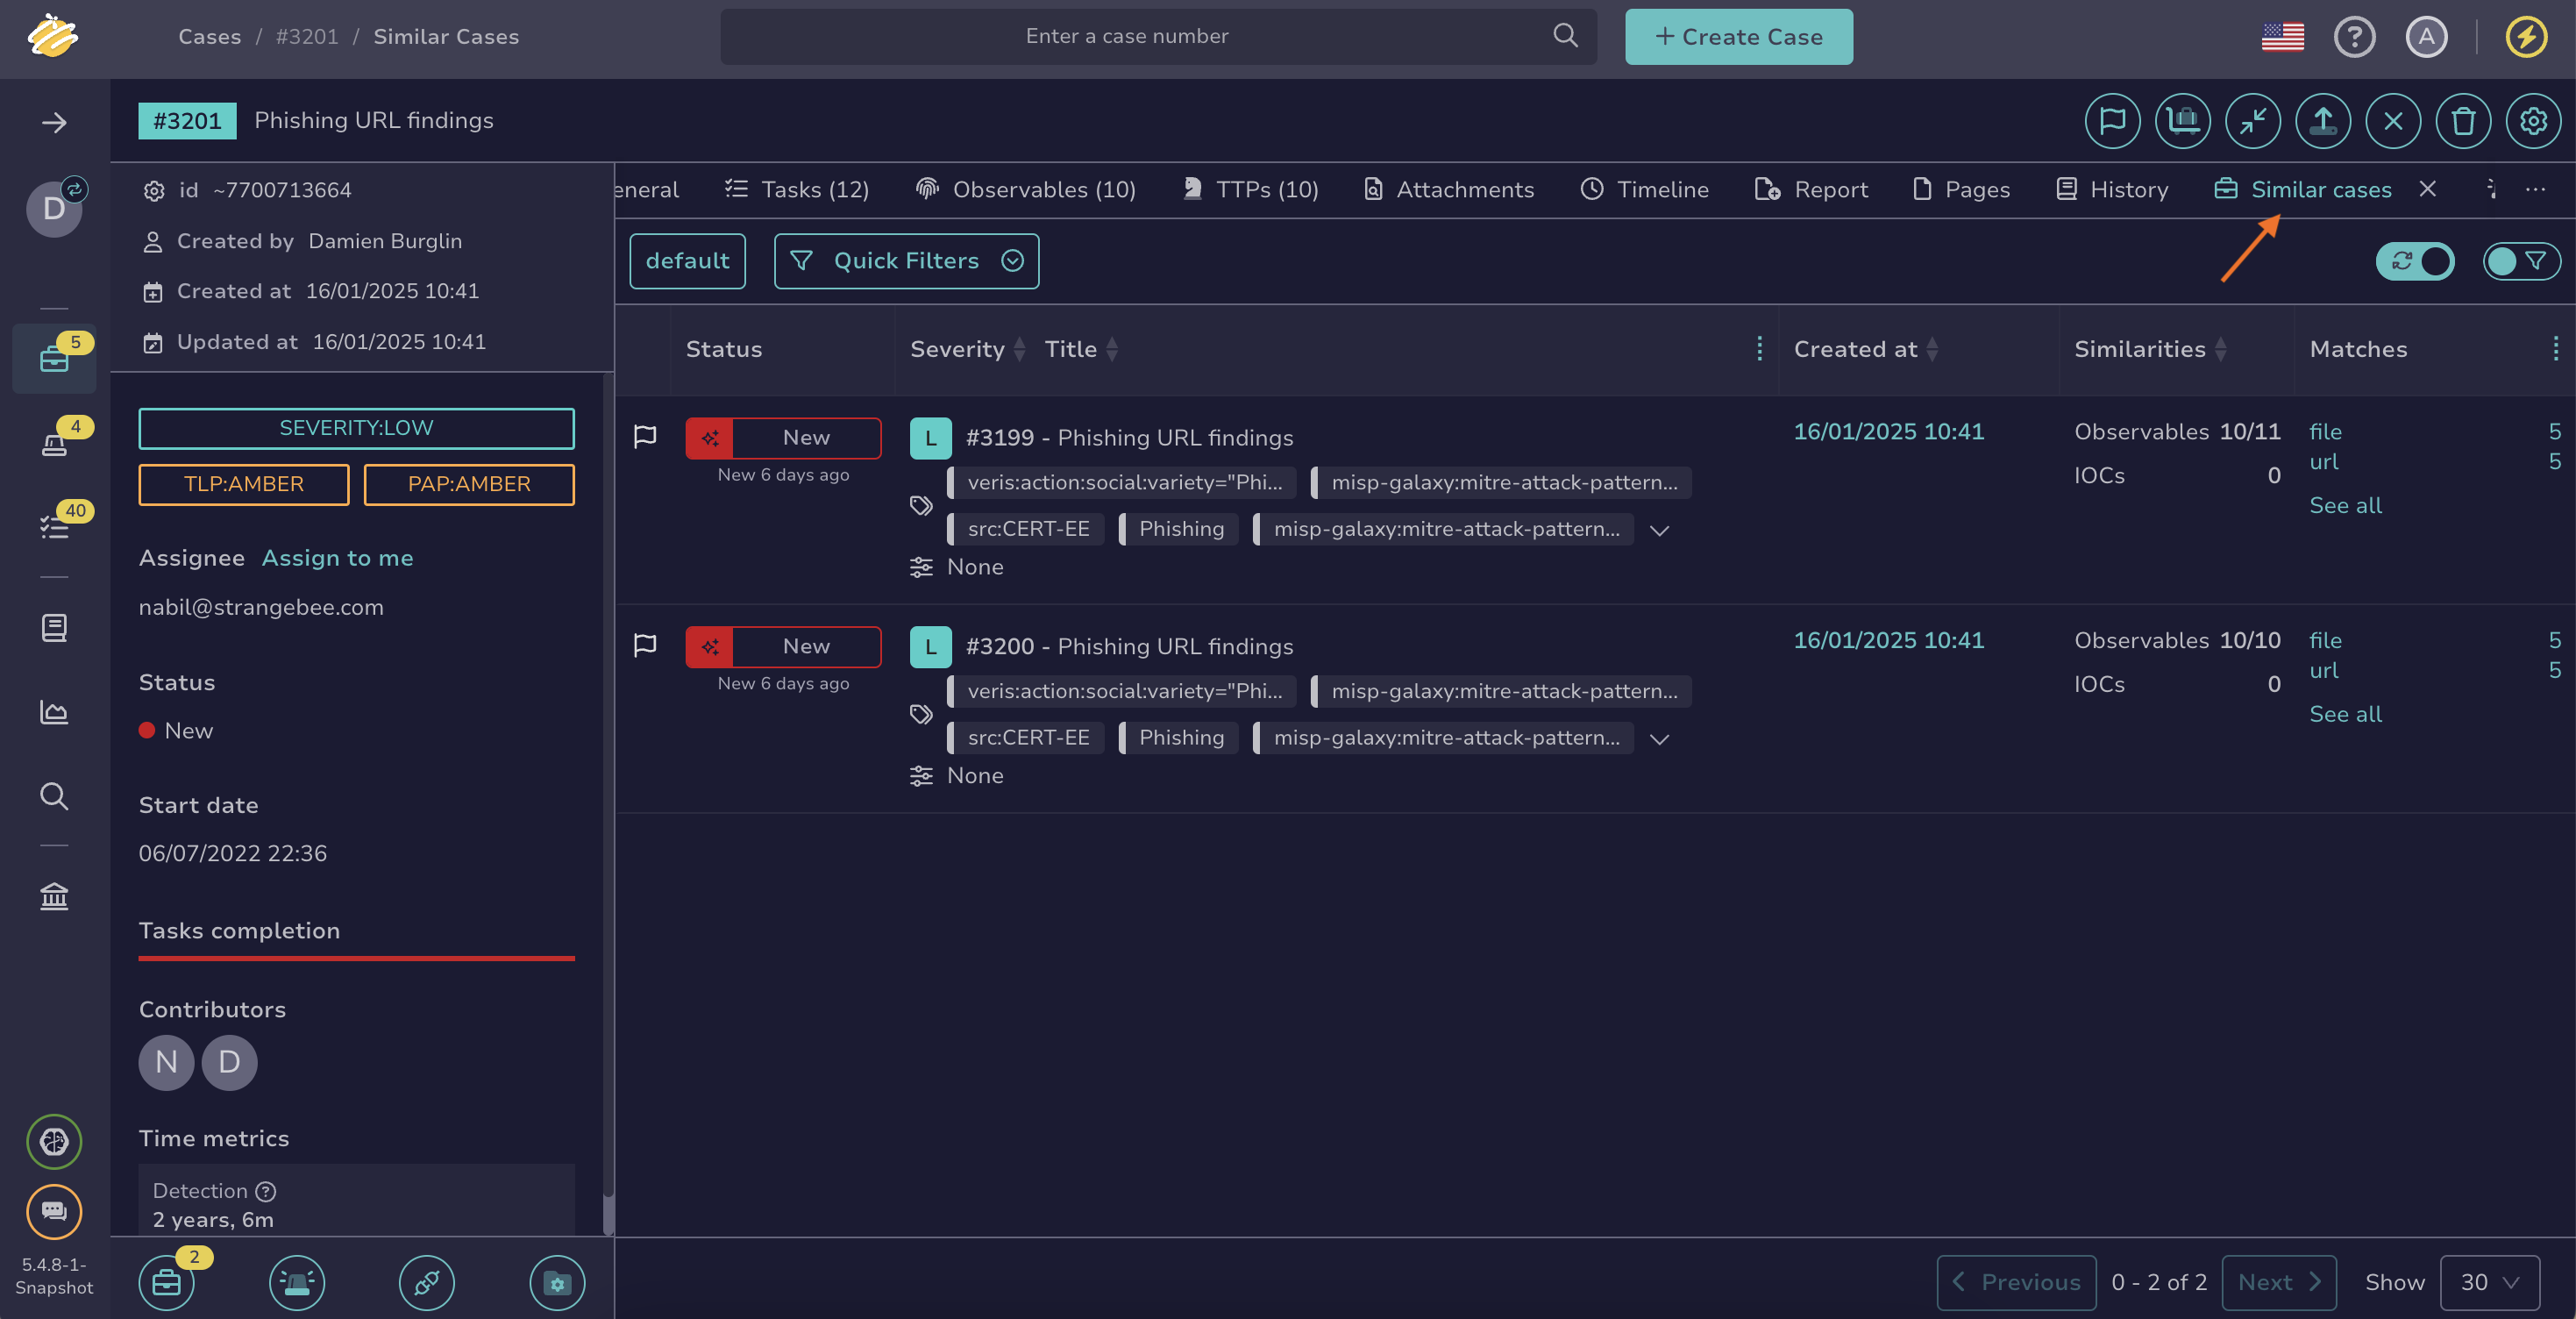 Cases / #3201 / Similar Cases
Enter a case number
+ Create Case
A
#3201 Phishing URL findings
D
id ~7700713664
Created by Damien Burglin
Created at 16/01/2025 10:41
Updated at 16/01/2025 10:41
eneral
Tasks (12)
Observables (10)
TTPs (10)
Attachments
Timeline
Report
Pages
History
Similar cases
default
Quick Filters
5
4
40
SEVERITY:LOW
TLP:AMBER
PAP:AMBER
Assignee Assign to me
nabil@strangebee.com
Status
New
Start date
06/07/2022 22:36
Tasks completion
Contributors
N D
Time metrics
Detection
2 years, 6m
2
5.4.8-1-
Snapshot
Status Severity Title Created at Similarities Matches
New
New 6 days ago
L #3199 - Phishing URL findings
veris:action:social:variety="Phi... misp-galaxy:mitre-attack-pattern...
src:CERT-EE Phishing misp-galaxy:mitre-attack-pattern...
None
16/01/2025 10:41
Observables 10/11
IOCs 0
file 5
url 5
See all
New
New 6 days ago
L #3200 - Phishing URL findings
veris:action:social:variety="Phi... misp-galaxy:mitre-attack-pattern...
src:CERT-EE Phishing misp-galaxy:mitre-attack-pattern...
None
16/01/2025 10:41
Observables 10/10
IOCs 0
file 5
url 5
See all
Previous 0 - 2 of 2 Next Show 30